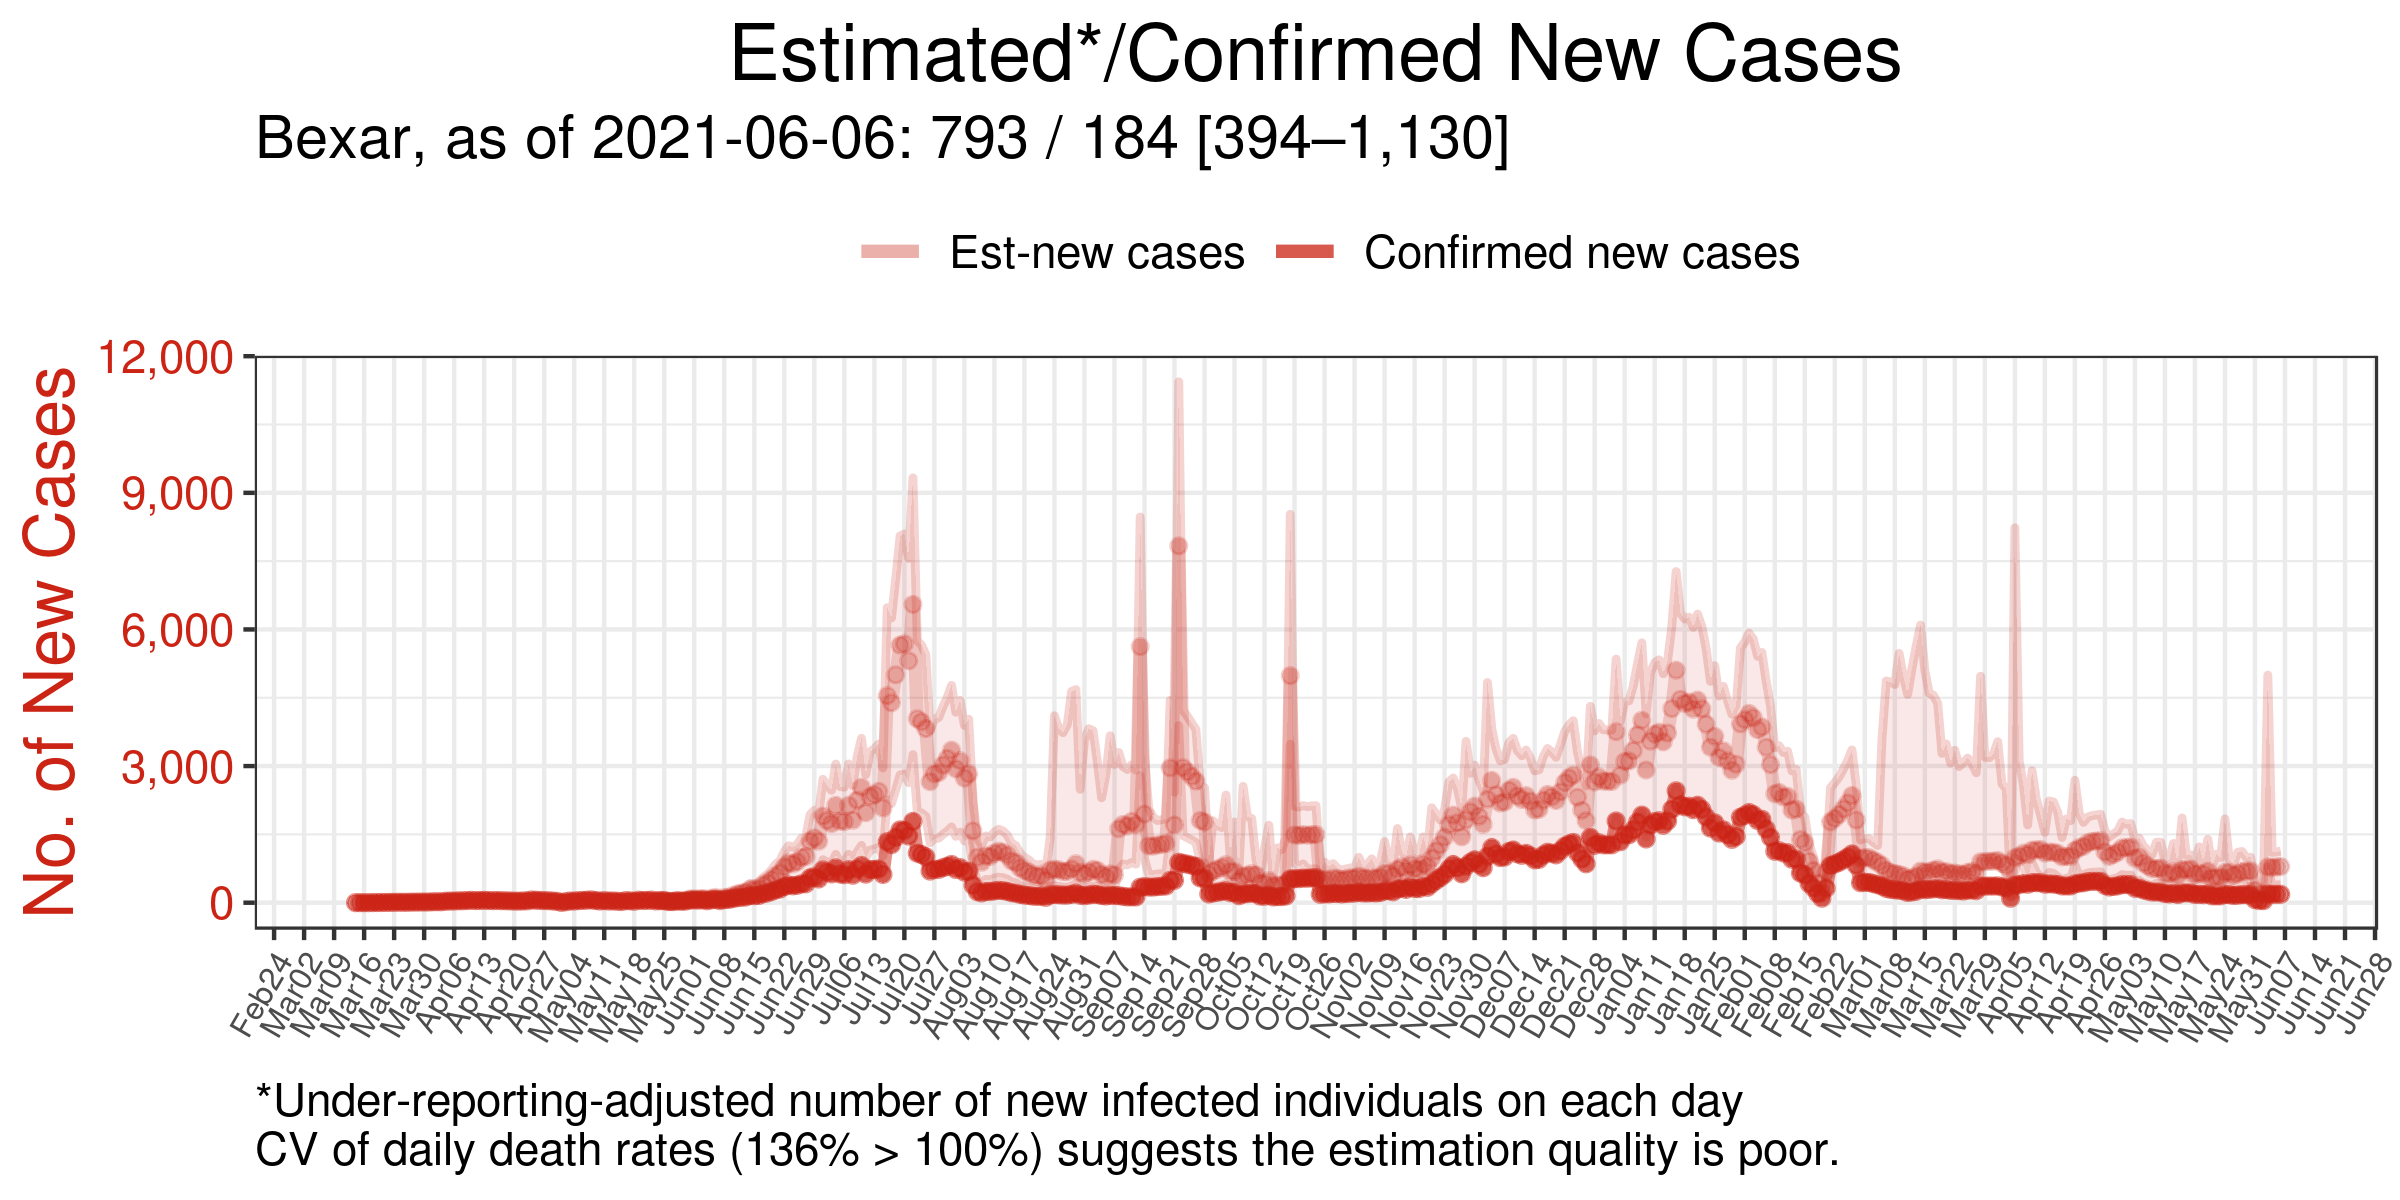 Estimated*/Confirmed New Cases
Bexar, as of 2021-06-06: 793 / 184 [394–1,130]
Est-new cases Confirmed new cases
No. of New Cases
12,000
9,000
6,000
3,000
0
Feb24 Mar02 Mar09 Mar16 Mar23 Mar30 Apr06 Apr13 Apr20 Apr27 May04 May11 May18 May25 Jun01 Jun08 Jun15 Jun22 Jun29 Jul06 Jul13 Jul20 Jul27 Aug03 Aug10 Aug17 Aug24 Aug31 Sep07 Sep14 Sep21 Sep28 Oct05 Oct12 Oct19 Oct26 Nov02 Nov09 Nov16 Nov23 Nov30 Dec07 Dec14 Dec21 Dec28 Jan04 Jan11 Jan18 Jan25 Feb01 Feb08 Feb15 Feb22 Mar01 Mar08 Mar15 Mar22 Mar29 Apr05 Apr12 Apr19 Apr26 May03 May10 May17 May24 May31 Jun07 Jun14 Jun21 Jun28
*Under-reporting-adjusted number of new infected individuals on each day
CV of daily death rates (136% > 100%) suggests the estimation quality is poor.